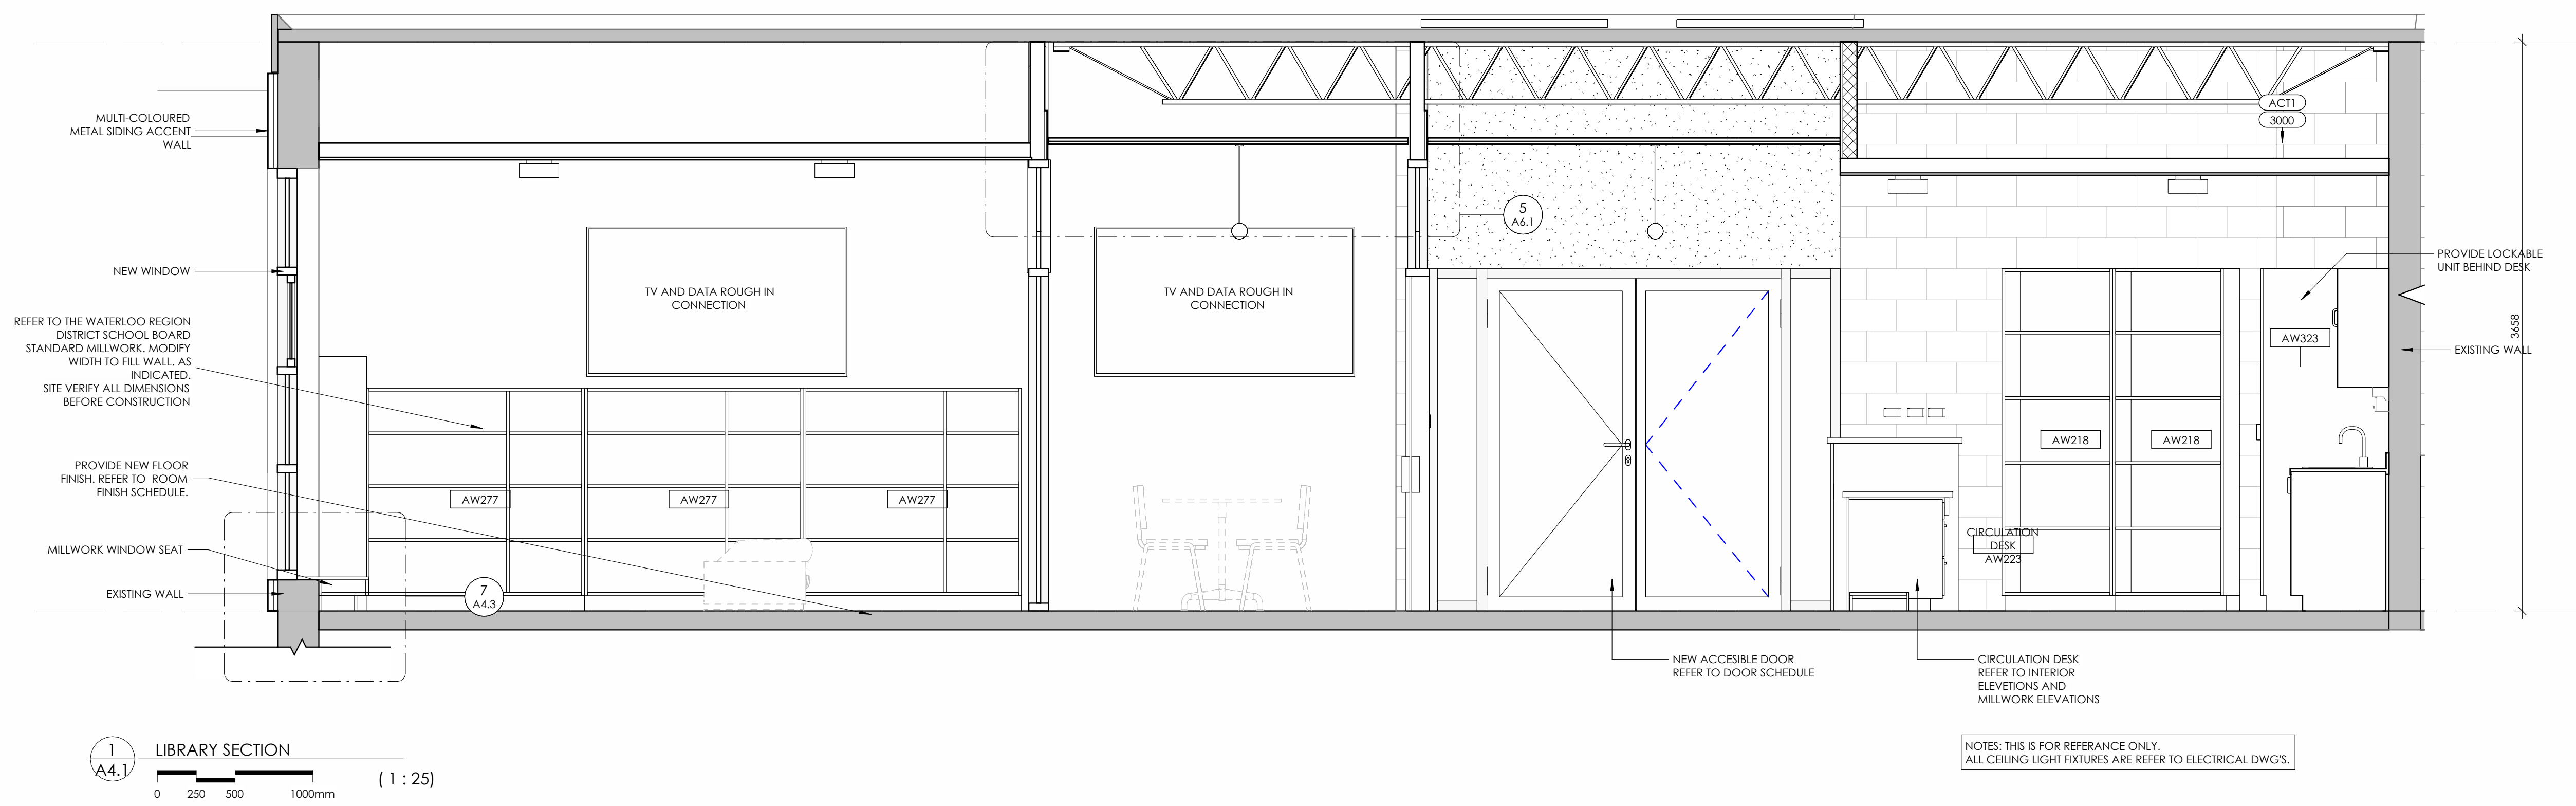 MULTI-COLOURED
METAL SIDING ACCENT
WALL
NEW WINDOW
REFER TO THE WATERLOO REGION
DISTRICT SCHOOL BOARD
STANDARD MILLWORK. MODIFY
WIDTH TO FILL WALL. AS
INDICATED.
SITE VERIFY ALL DIMENSIONS
BEFORE CONSTRUCTION
PROVIDE NEW FLOOR
FINISH. REFER TO ROOM
FINISH SCHEDULE.
MILLWORK WINDOW SEAT
EXISTING WALL
TV AND DATA ROUGH IN
CONNECTION
AW277
AW277
AW277
7
A4.3
TV AND DATA ROUGH IN
CONNECTION
5
A6.1
ACT1
3000
AW323
AW218
AW218
CIRCULATION
DESK
AW223
PROVIDE LOCKABLE
UNIT BEHIND DESK
3658
EXISTING WALL
NEW ACCESIBLE DOOR
REFER TO DOOR SCHEDULE
CIRCULATION DESK
REFER TO INTERIOR
ELEVETIONS AND
MILLWORK ELEVATIONS
1
A4.1
LIBRARY SECTION
( 1 : 25)
0 250 500 1000mm
NOTES: THIS IS FOR REFERANCE ONLY.
ALL CEILING LIGHT FIXTURES ARE REFER TO ELECTRICAL DWG'S.